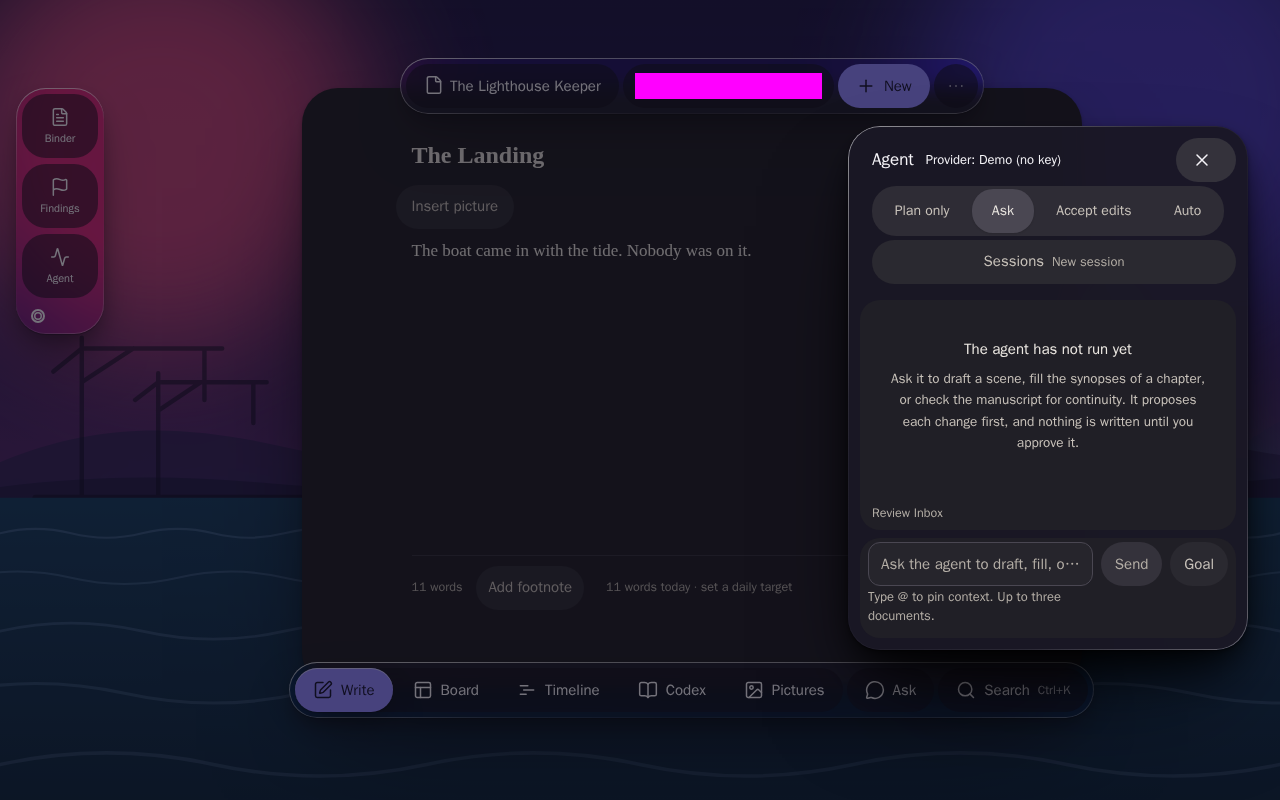 The Lighthouse Keeper
New
Binder
Findings
Agent
The Landing
Insert picture
The boat came in with the tide. Nobody was on it.
11 words
Add footnote
11 words today · set a daily target
Agent
Provider: Demo (no key)
Plan only
Ask
Accept edits
Auto
Sessions New session
The agent has not run yet
Ask it to draft a scene, fill the synopses of a chapter,
or check the manuscript for continuity. It proposes
each change first, and nothing is written until you
approve it.
Review Inbox
Ask the agent to draft, fill, o···
Send
Goal
Type @ to pin context. Up to three
documents.
Write
Board
Timeline
Codex
Pictures
Ask
Search Ctrl+K